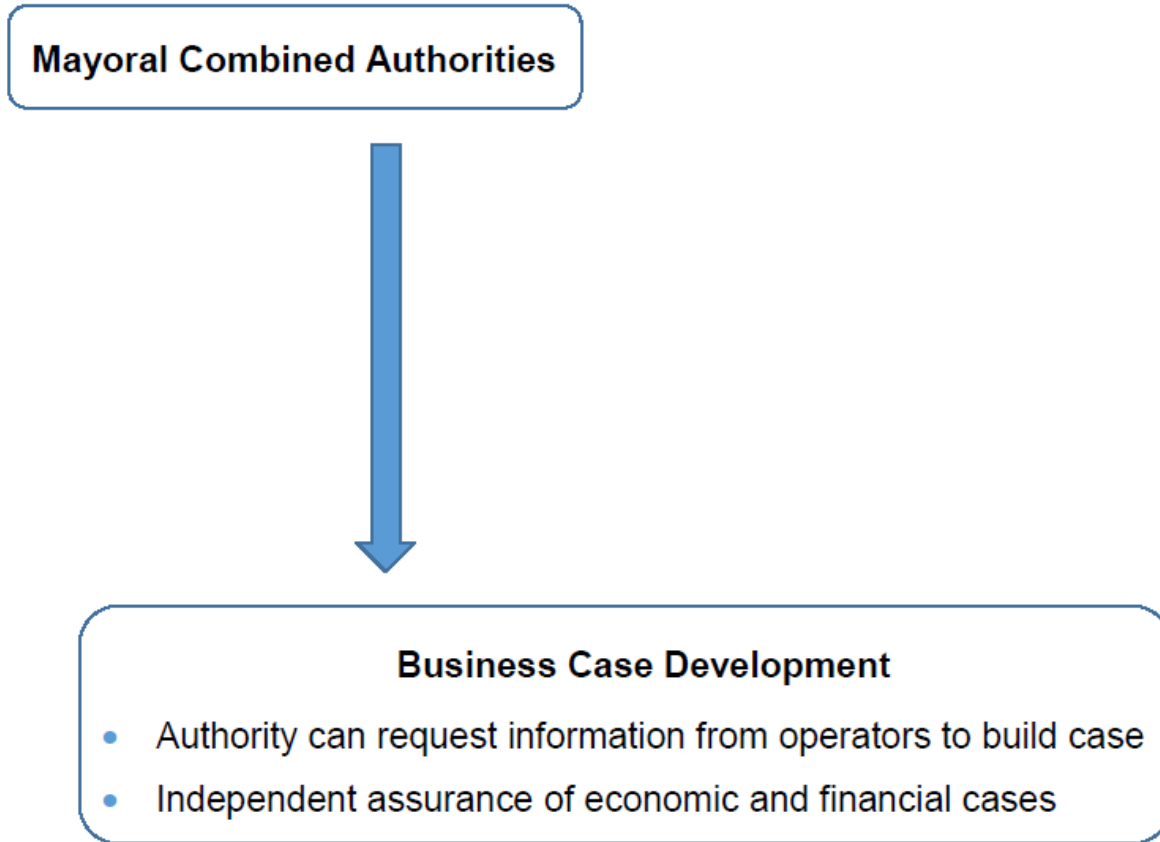 Mayoral Combined Authorities
Business Case Development
• Authority can request information from operators to build case
• Independent assurance of economic and financial cases